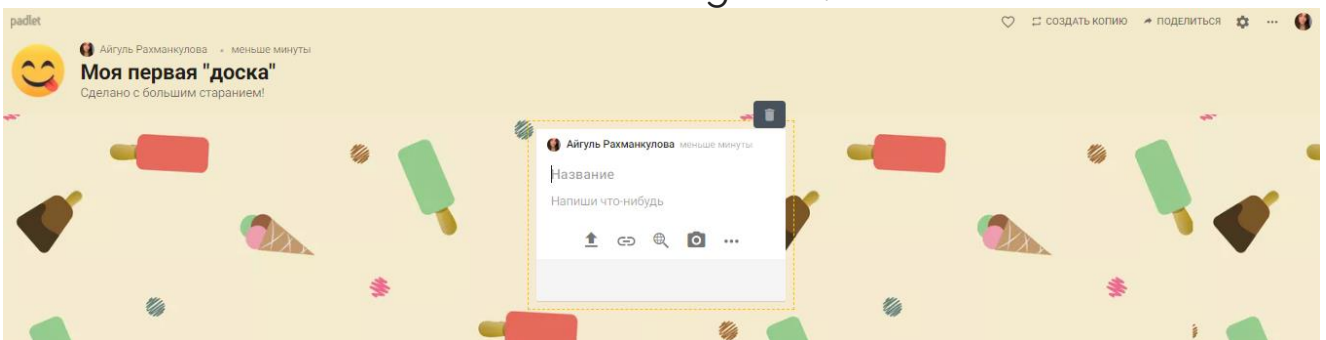 padlet
СОЗДАТЬ КОПИЮ ПОДЕЛИТЬСЯ
Айгуль Рахманкулова • меньше минуты
Моя первая "доска"
Сделано с большим старанием!
Айгуль Рахманкулова меньше минуты
Название
Напиши что-нибудь